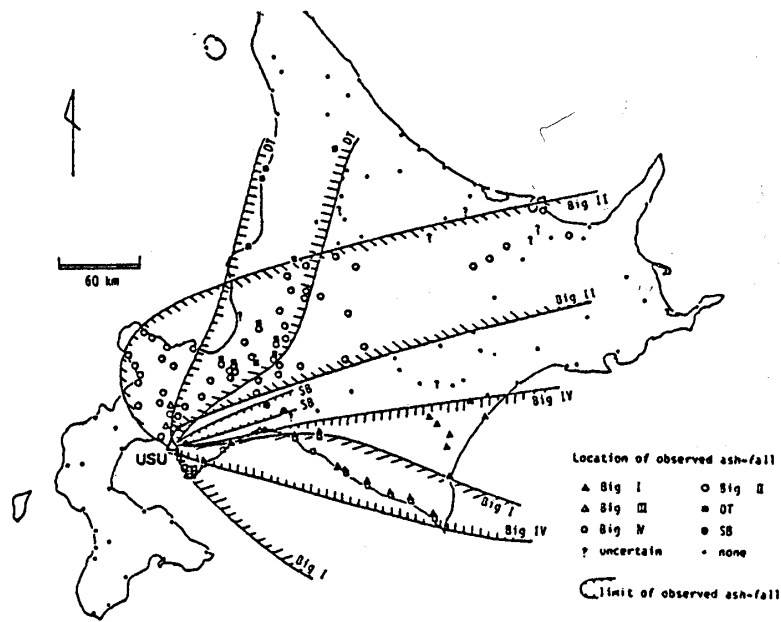 DT
DT
Big II
60 km
Big II
SB
SB
Big IV
USU
Big I
Big IV
Big I
Location of observed ash-fall
Big I
Big II
Big III
DT
Big IV
SB
? uncertain
none
limit of observed ash-fall